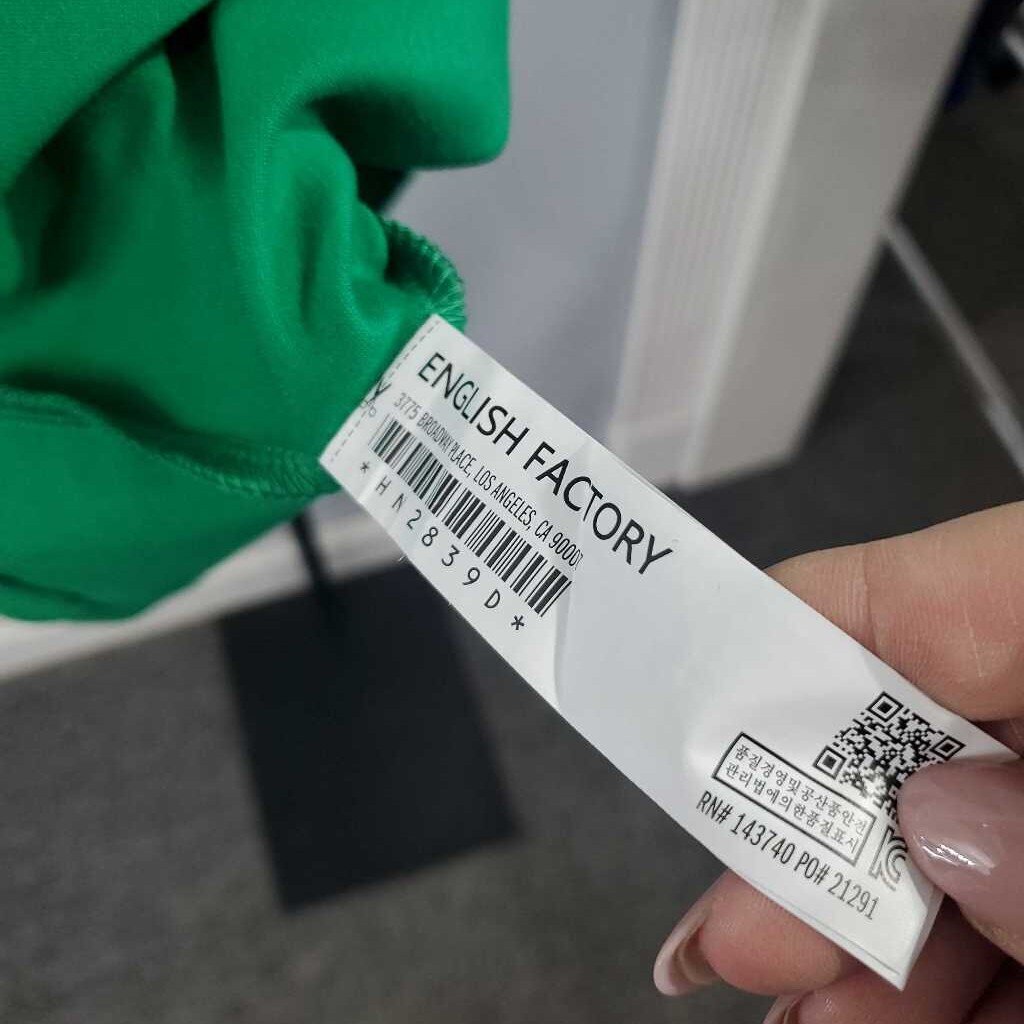 ENGLISH FACTORY
3775 BROADWAY PLACE, LOS ANGELES, CA
*HN2839D*
품질경영및공산품안전
관리법에의한품질표시
RN# 143740 PO# 21291